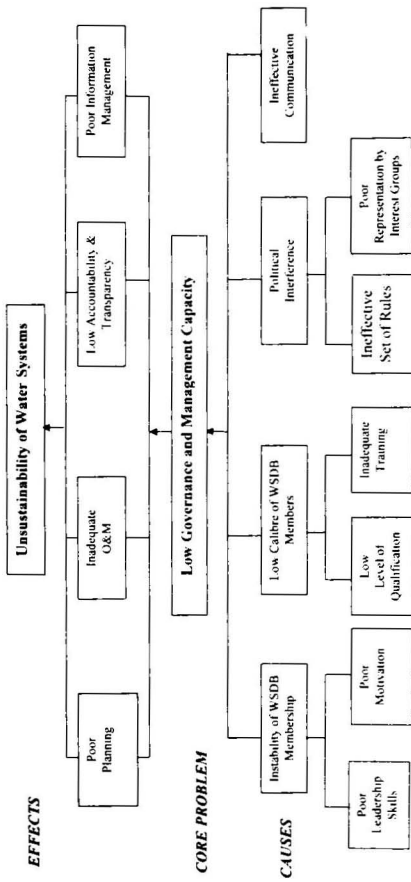 EFFECTS
Unsustainability of Water Systems
Poor
Planning
Inadequate
O&M
Low Accountability &
Transparency
Poor Information
Management
CORE PROBLEM
Low Governance and Management Capacity
CAUSES
Instability of WSDB
Membership
Low Calibre of WSDB
Members
Political
Interference
Ineffective
Communication
Poor
Leadership
Skills
Poor
Motivation
Low
Level of
Qualification
Inadequate
Training
Ineffective
Set of Rules
Poor
Representation by
Interest Groups